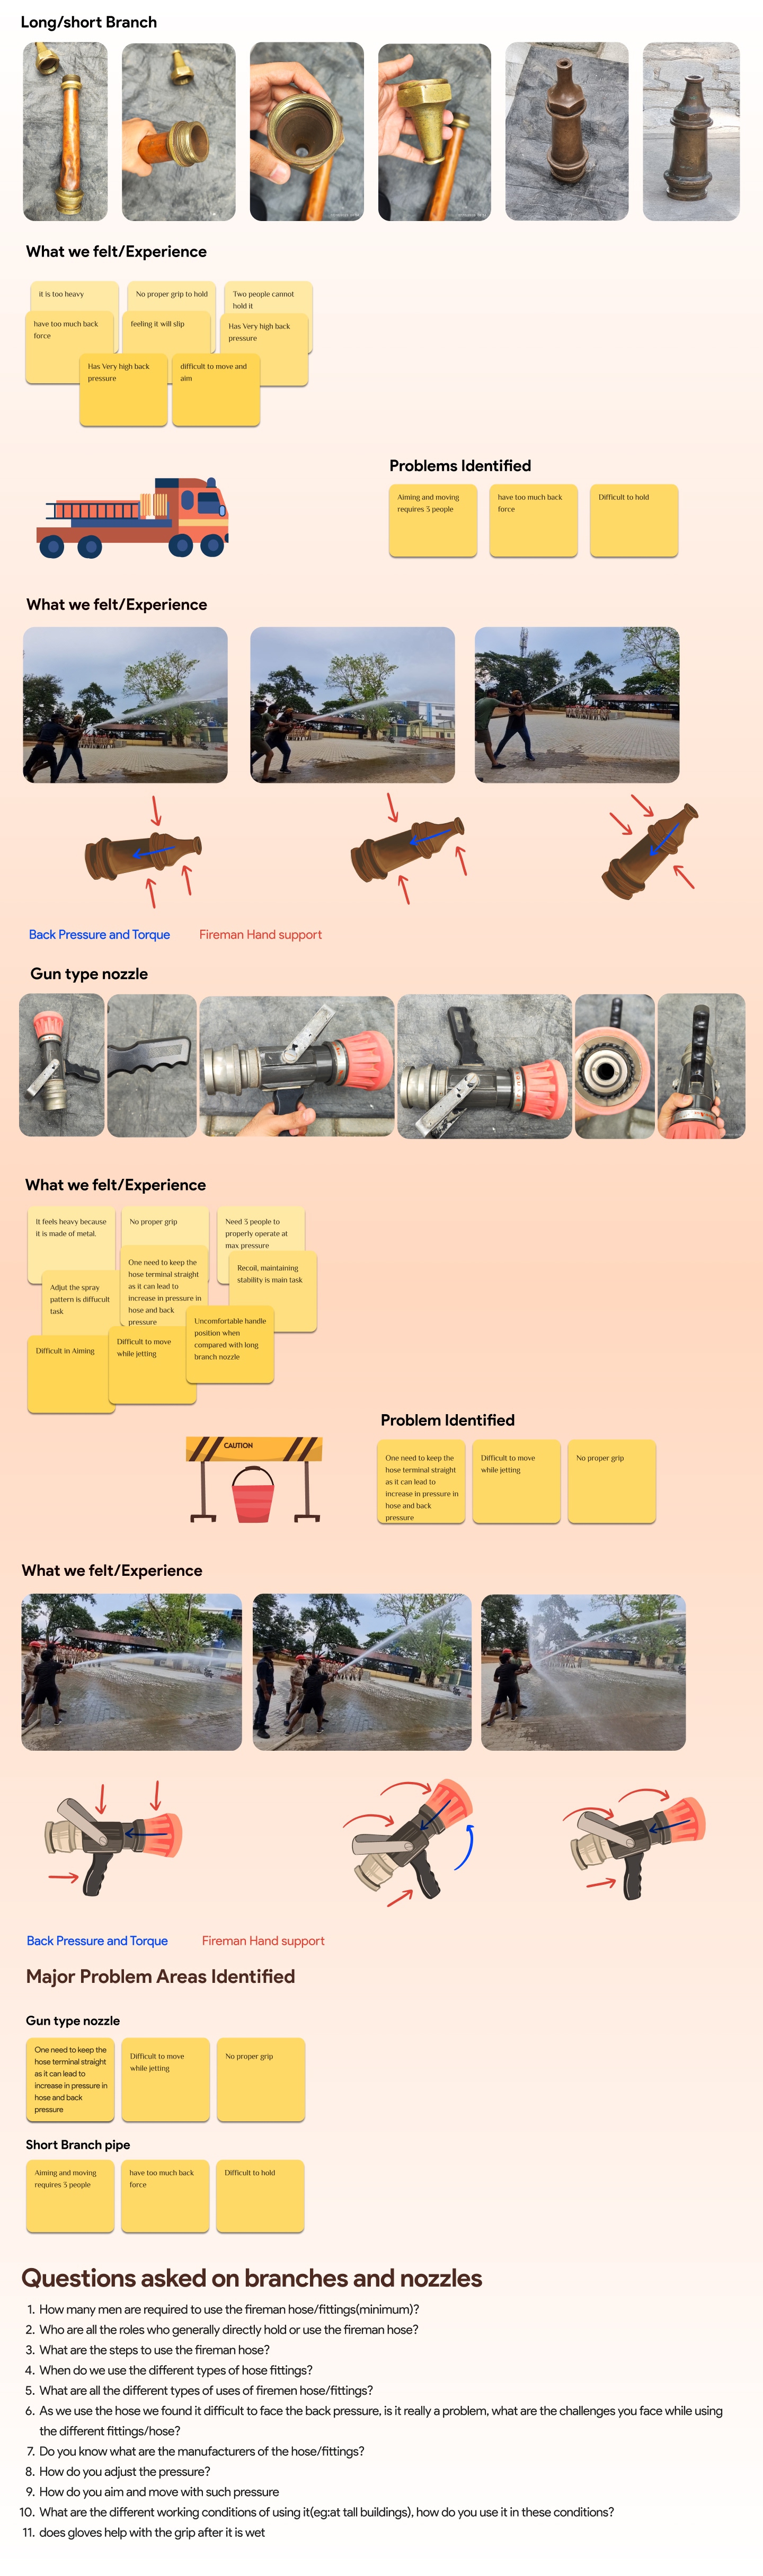 Long/short Branch
What we felt/Experience
it is too heavy
No proper grip to hold
Two people cannot
hold it
have too much back
force
feeling it will slip
Has Very high back
pressure
Has Very high back
pressure
difficult to move and
aim
Problems Identified
Aiming and moving
requires 3 people
have too much back
force
Difficult to hold
What we felt/Experience
Back Pressure and Torque
Fireman Hand support
Gun type nozzle
What we felt/Experience
It feels heavy because
it is made of metal.
No proper grip
Need 3 people to
properly operate at
max pressure
One need to keep the
hose terminal straight
as it can lead to
increase in pressure in
hose and back
pressure
Recoil, maintaining
stability is main task
Adjut the spray
pattern is diffucult
task
Uncomfortable handle
position when
compared with long
branch nozzle
Difficult in Aiming
Difficult to move
while jetting
CAUTION
Problem Identified
One need to keep the
hose terminal straight
as it can lead to
increase in pressure in
hose and back
pressure
Difficult to move
while jetting
No proper grip
What we felt/Experience
Back Pressure and Torque
Fireman Hand support
Major Problem Areas Identified
Gun type nozzle
One need to keep the
hose terminal straight
as it can lead to
increase in pressure in
hose and back
pressure
Difficult to move
while jetting
No proper grip
Short Branch pipe
Aiming and moving
requires 3 people
have too much back
force
Difficult to hold
Questions asked on branches and nozzles
1. How many men are required to use the fireman hose/fittings(minimum)?
2. Who are all the roles who generally directly hold or use the fireman hose?
3. What are the steps to use the fireman hose?
4. When do we use the different types of hose fittings?
5. What are all the different types of uses of firemen hose/fittings?
6. As we use the hose we found it difficult to face the back pressure, is it really a problem, what are the challenges you face while using
the different fittings/hose?
7. Do you know what are the manufacturers of the hose/fittings?
8. How do you adjust the pressure?
9. How do you aim and move with such pressure
10. What are the different working conditions of using it(eg:at tall buildings), how do you use it in these conditions?
11. does gloves help with the grip after it is wet